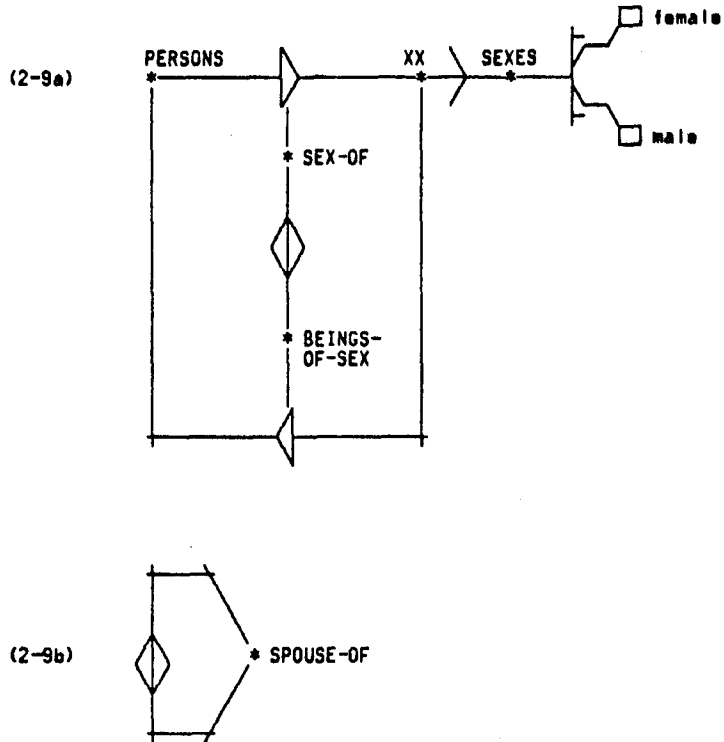 female
(2-9a) PERSONS XX SEXES
male
* SEX-OF
* BEINGS-
OF-SEX
(2-9b) * SPOUSE-OF